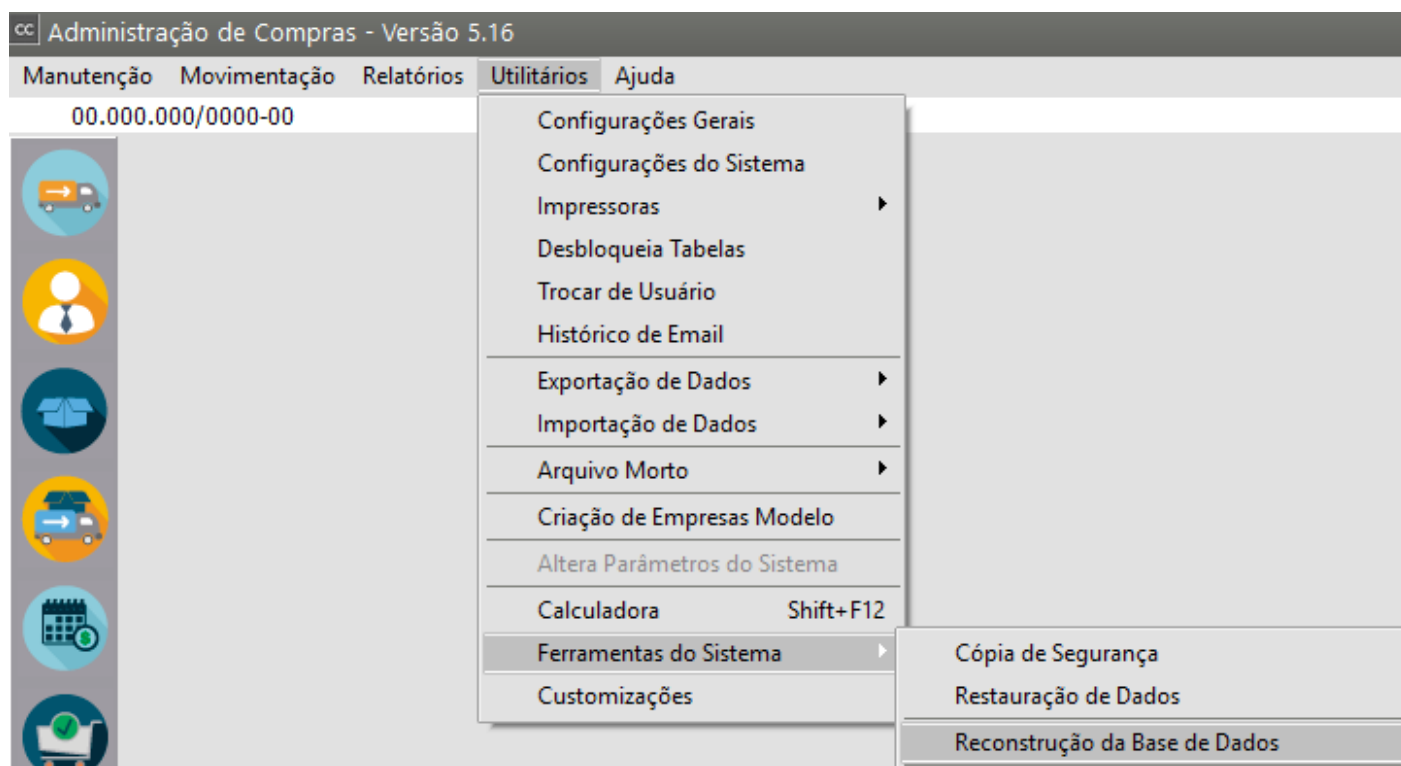 cc Administração de Compras - Versão 5.16
Manutenção Movimentação Relatórios Utilitários Ajuda
00.000.000/0000-00
Configurações Gerais
Configurações do Sistema
Impressoras
Desbloqueia Tabelas
Trocar de Usuário
Histórico de Email
Exportação de Dados
Importação de Dados
Arquivo Morto
Criação de Empresas Modelo
Altera Parâmetros do Sistema
Calculadora Shift+F12
Ferramentas do Sistema
Customizações
Cópia de Segurança
Restauração de Dados
Reconstrução da Base de Dados